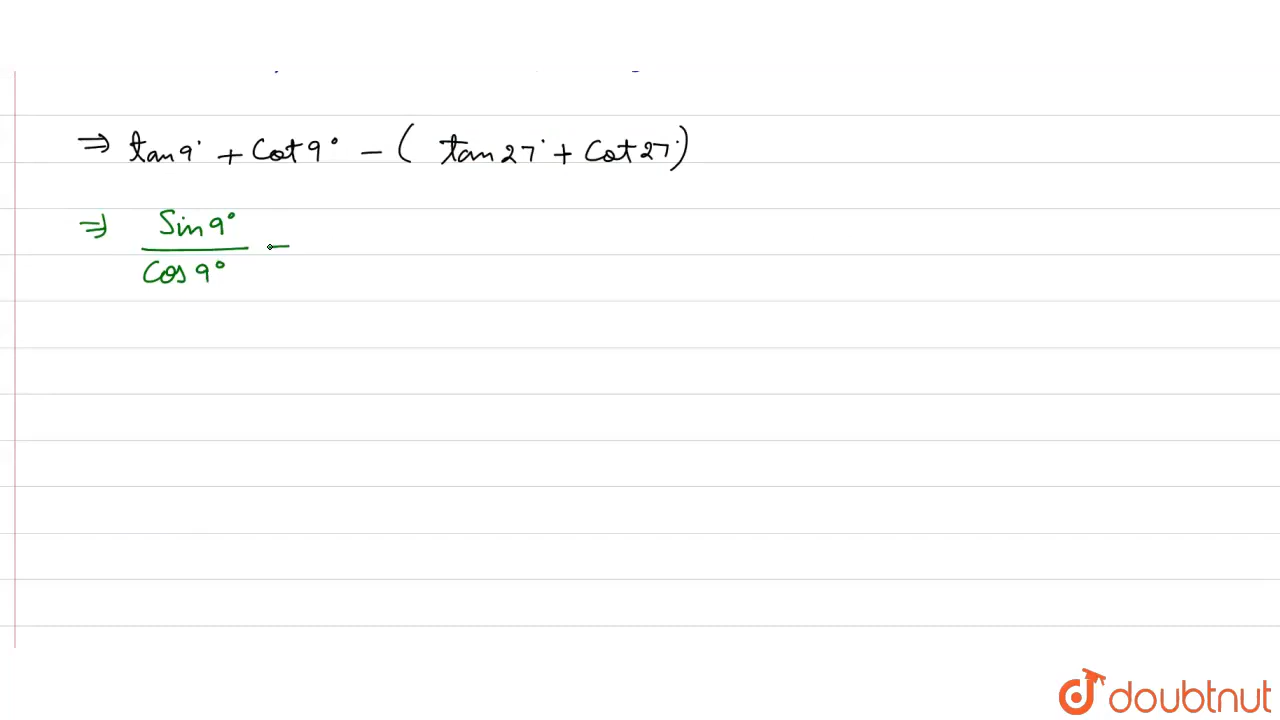 ⇒ tan 9° + Cot 9° - ( tan 27° + Cot 27°)
⇒ Sin 9°
Cos 9°
doubtnut